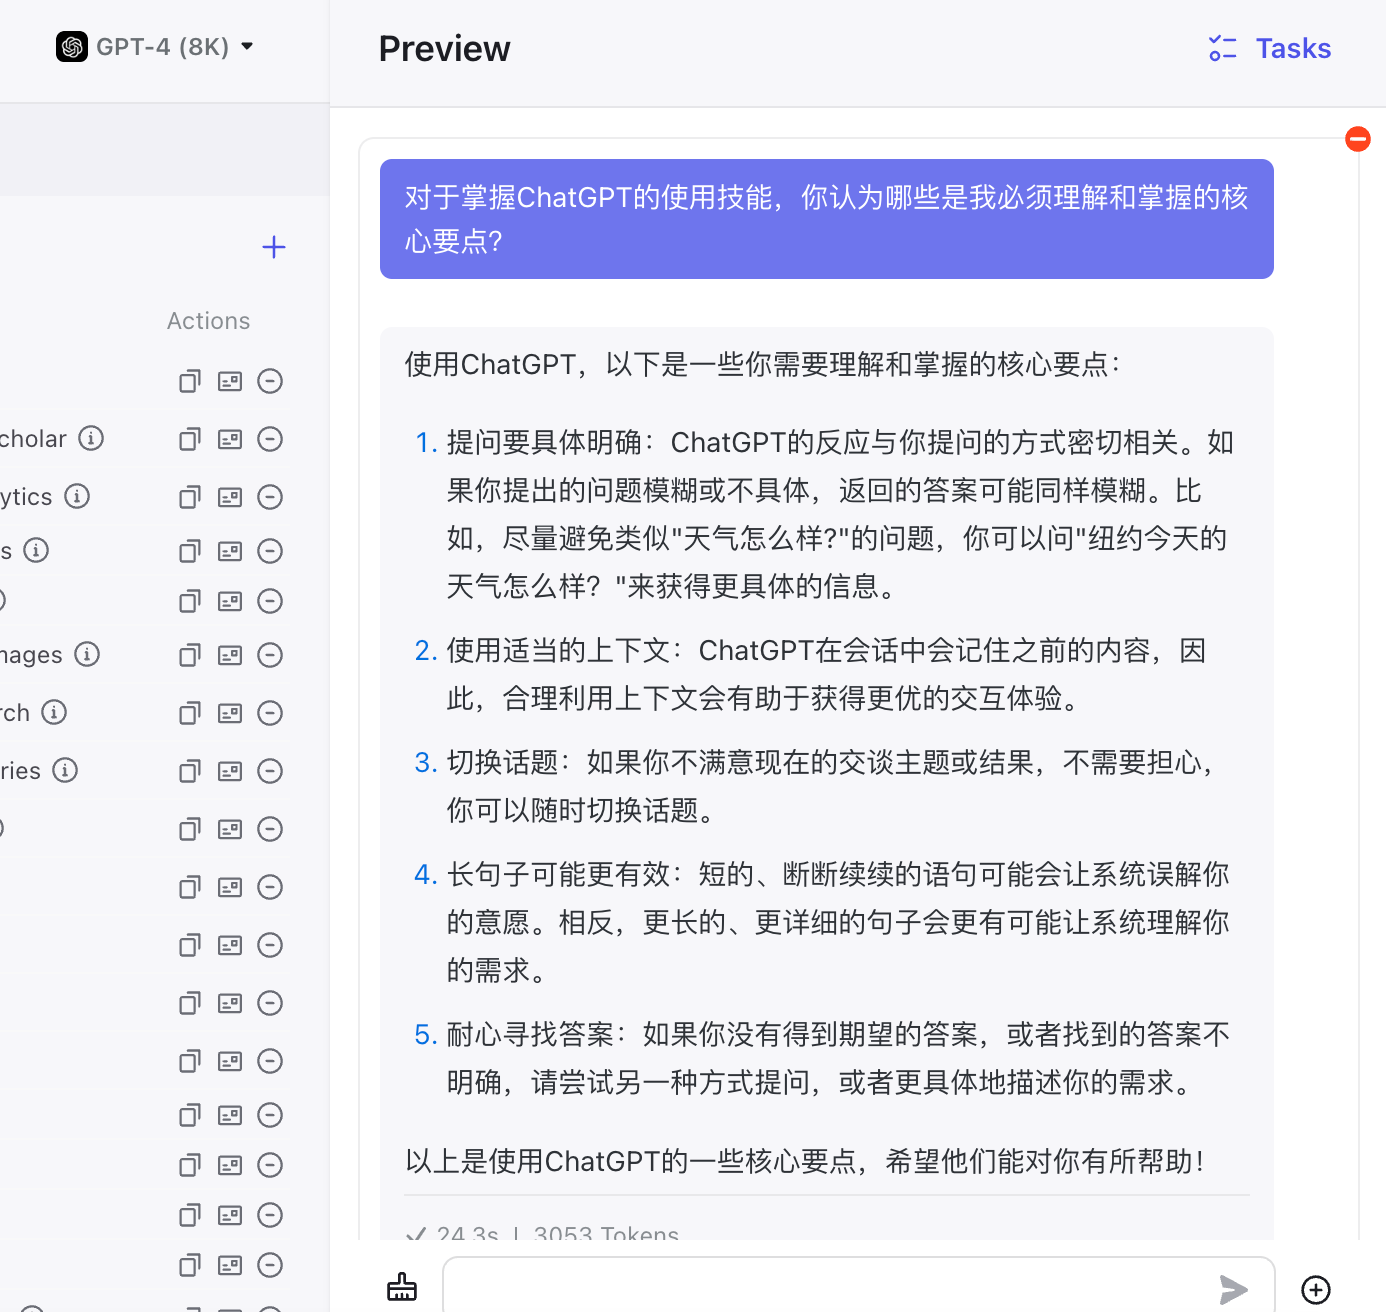 GPT-4 (8K)
Preview
Tasks
Actions
cholar
ytics
s
mages
rch
ries
对于掌握ChatGPT的使用技能，你认为哪些是我必须理解和掌握的核
心要点?
使用ChatGPT，以下是一些你需要理解和掌握的核心要点：
1. 提问要具体明确：ChatGPT的反应与你提问的方式密切相关。如
果你提出的问题模糊或不具体，返回的答案可能同样模糊。比
如，尽量避免类似"天气怎么样?"的问题，你可以问"纽约今天的
天气怎么样？"来获得更具体的信息。
2. 使用适当的上下文：ChatGPT在会话中会记住之前的内容，因
此，合理利用上下文会有助于获得更优的交互体验。
3. 切换话题：如果你不满意现在的交谈主题或结果，不需要担心，
你可以随时切换话题。
4. 长句子可能更有效：短的、断断续续的语句可能会让系统误解你
的意愿。相反，更长的、更详细的句子会更有可能让系统理解你
的需求。
5. 耐心寻找答案：如果你没有得到期望的答案，或者找到的答案不
明确，请尝试另一种方式提问，或者更具体地描述你的需求。
以上是使用ChatGPT的一些核心要点，希望他们能对你有所帮助！
24.3s | 3053 Tokens